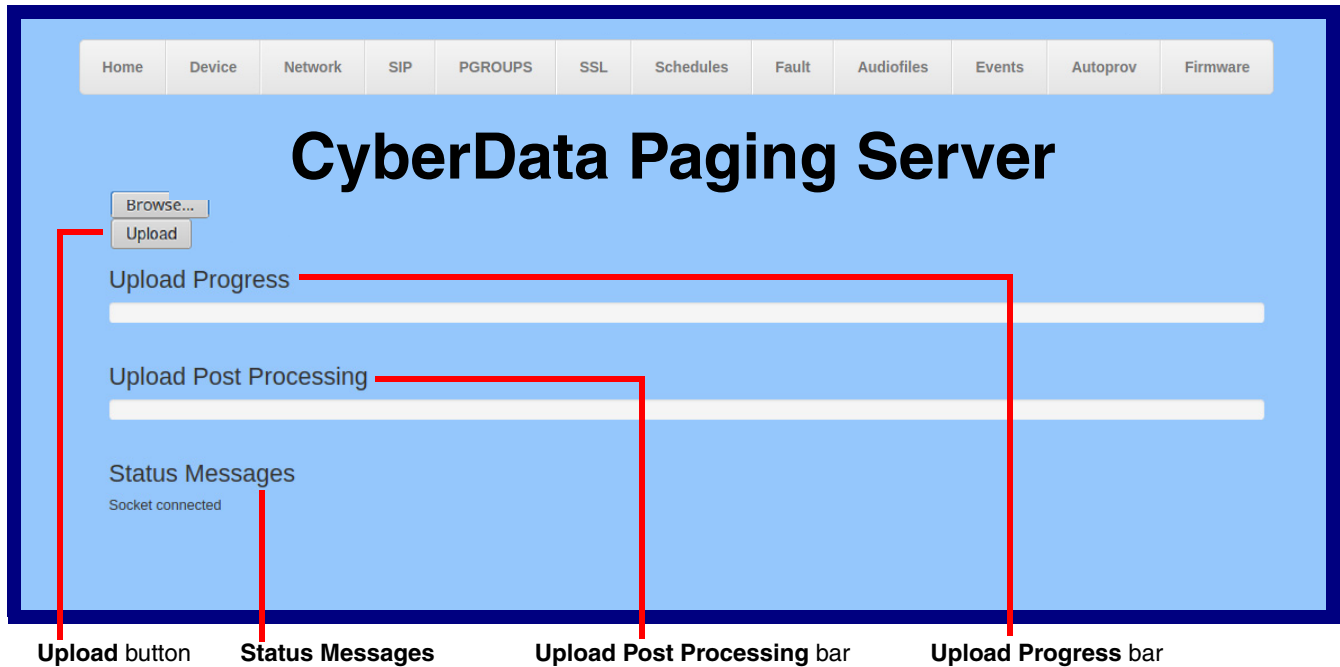 Home Device Network SIP PGROUPS SSL Schedules Fault Audiofiles Events Autoprov Firmware
CyberData Paging Server
Browse...
Upload
Upload Progress
Upload Post Processing
Status Messages
Socket connected
Upload button Status Messages Upload Post Processing bar Upload Progress bar